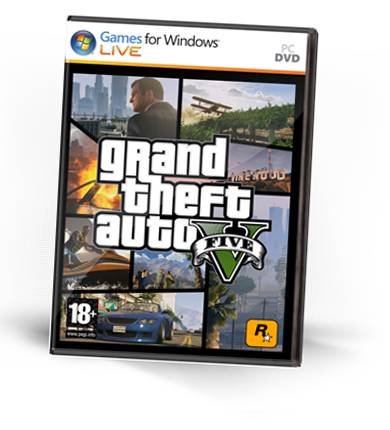 Games for Windows
LIVE
PC
DVD
grand
theft
auto
V
FIVE
VINEWOOD
18+
www.pegi.info
R